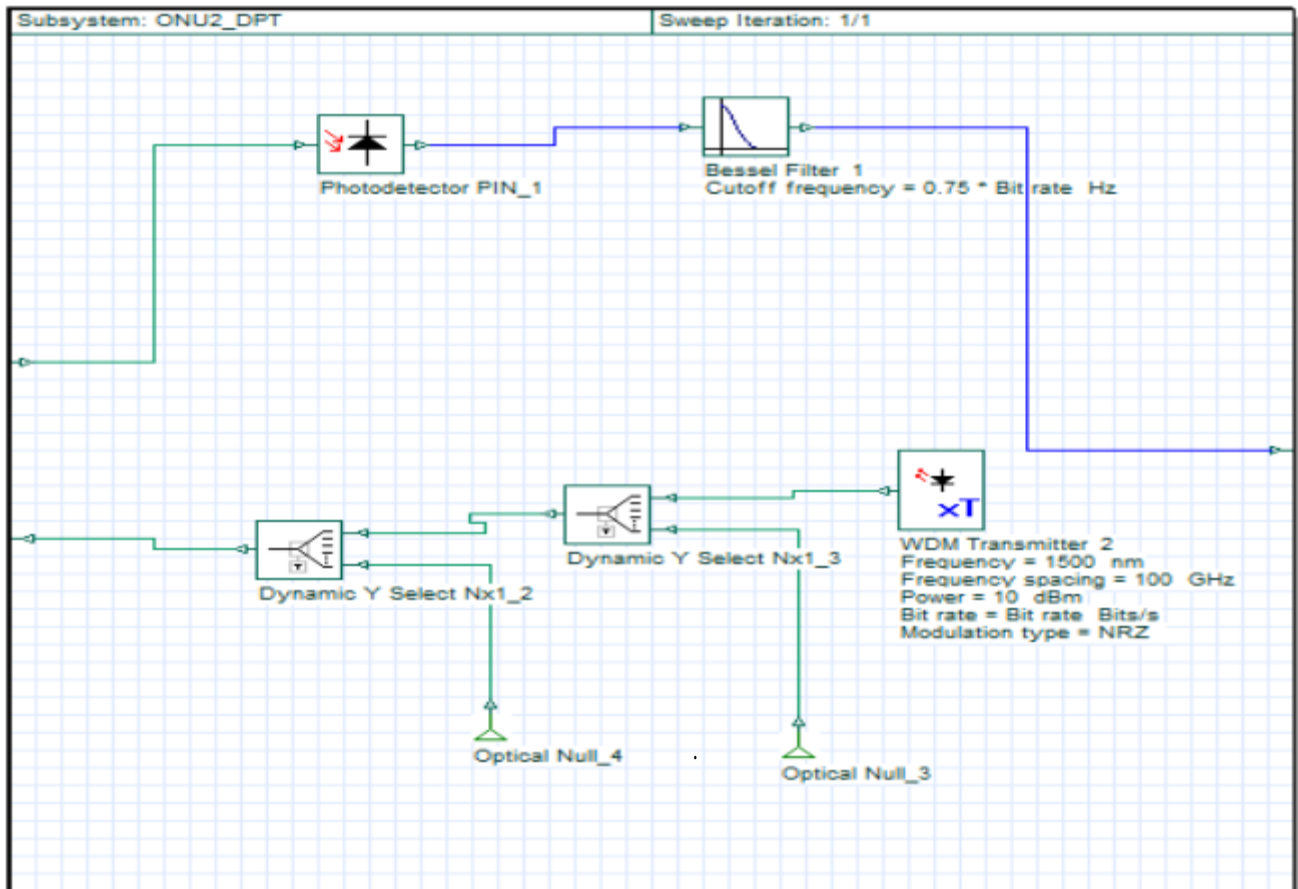 Subsystem: ONU2_DPT
Sweep Iteration: 1/1
Photodetector PIN_1
Bessel Filter 1
Cutoff frequency = 0.75 * Bit rate Hz
xT
WDM Transmitter 2
Frequency = 1500 nm
Frequency spacing = 100 GHz
Power = 10 dBm
Bit rate = Bit rate Bits/s
Modulation type = NRZ
Dynamic Y Select Nx1_3
Dynamic Y Select Nx1_2
Optical Null_4
Optical Null_3